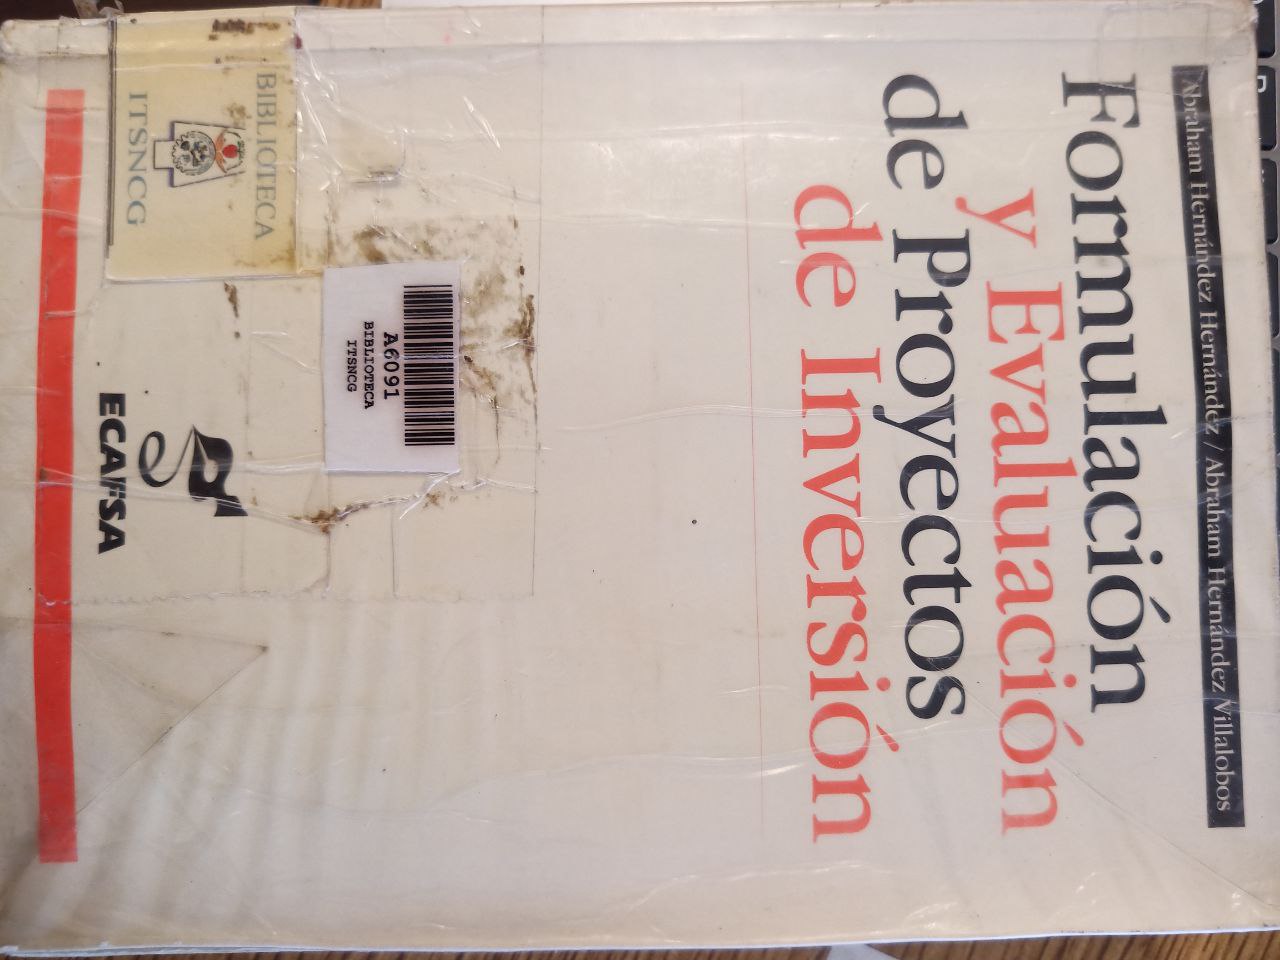 Abraham Hernández Hernández / Abraham Hernández Villalobos
Formulación
y Evaluación
de Proyectos
de Inversión
A6091
BIBLIOTECA
ITSNCG
BIBLIOTECA
ITSNCG
ECAFSA